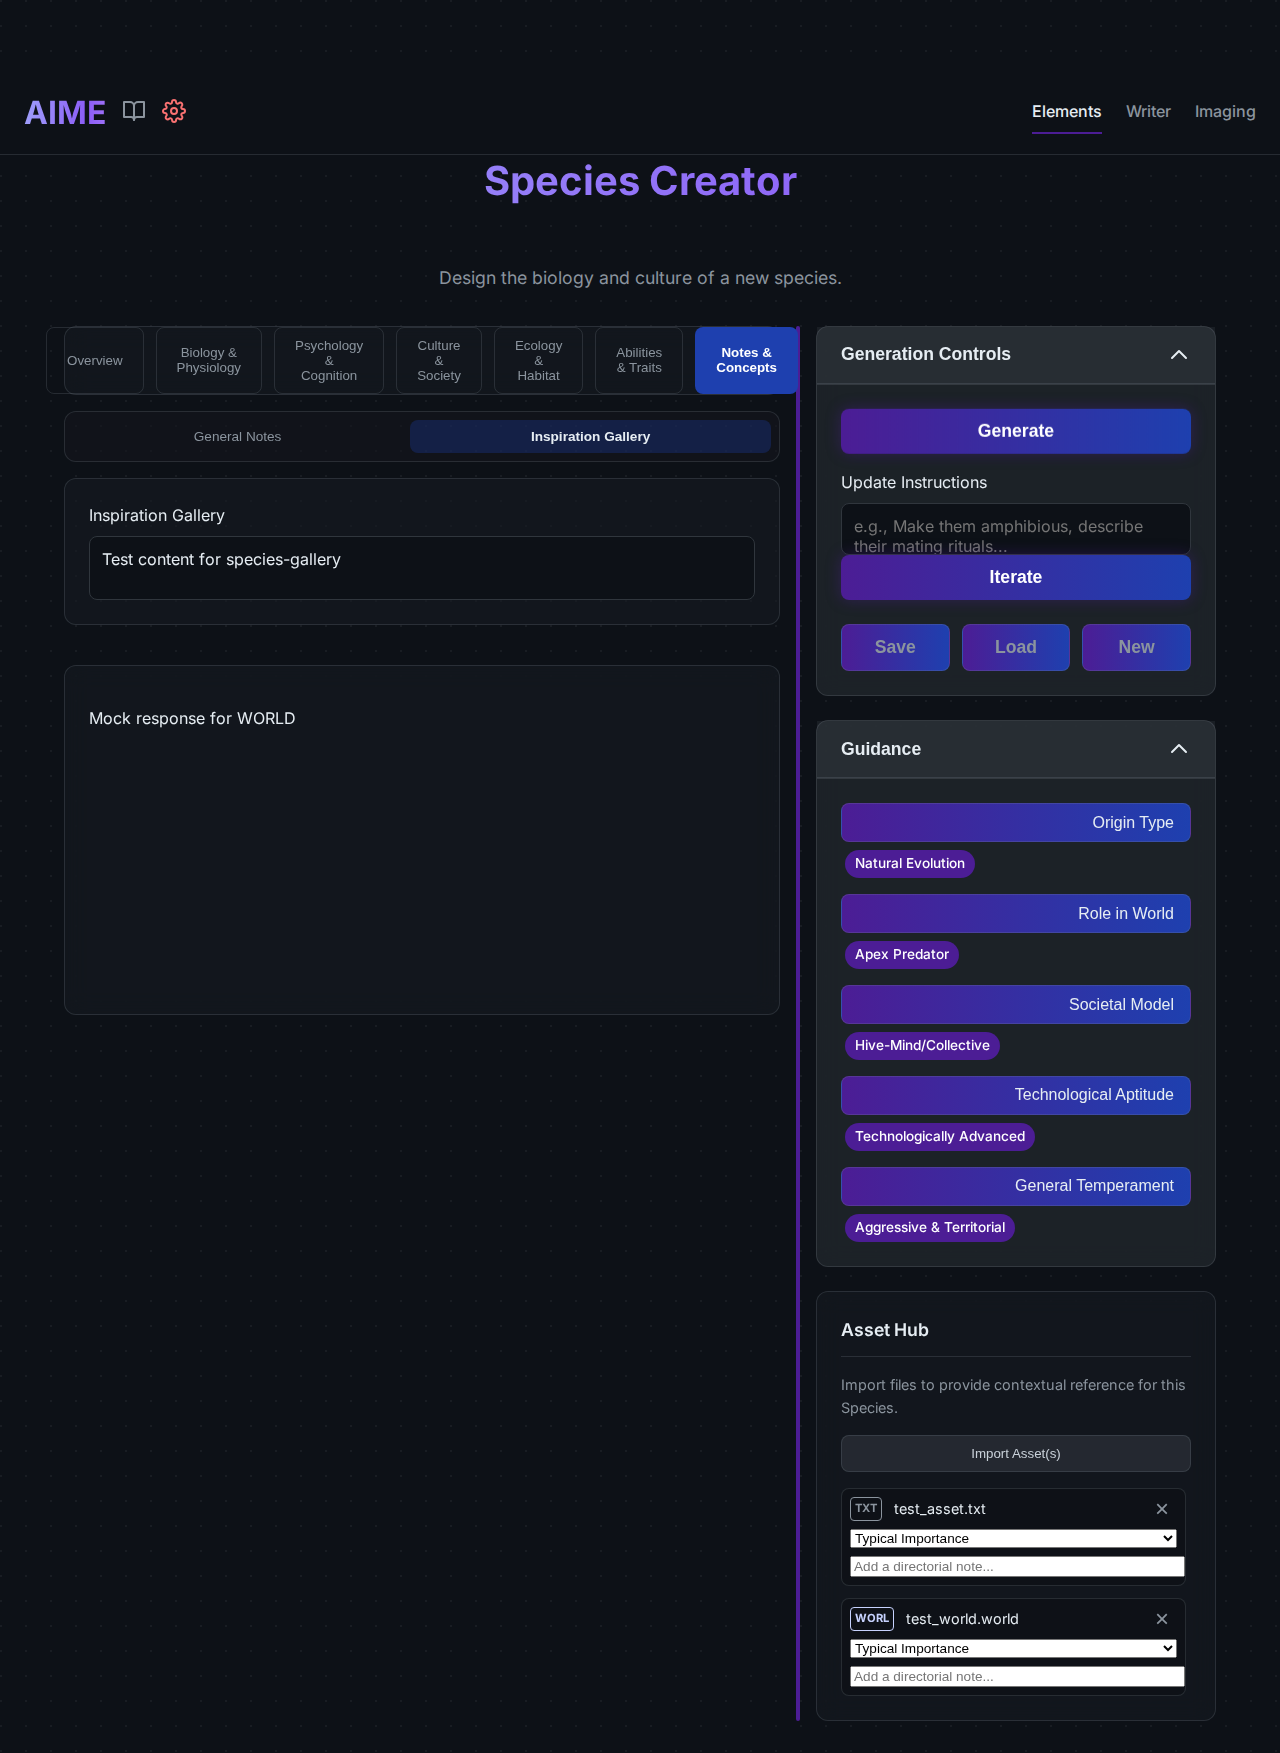 AIME
Elements
Writer
Imaging
Species Creator
Design the biology and culture of a new species.
Overview
Biology &
Physiology
Psychology
&
Cognition
Culture
&
Society
Ecology
&
Habitat
Abilities
& Traits
Notes &
Concepts
General Notes
Inspiration Gallery
Inspiration Gallery
Test content for species-gallery
Mock response for WORLD
Generation Controls
Generate
Update Instructions
e.g., Make them amphibious, describe
their mating rituals...
Iterate
Save
Load
New
Guidance
Origin Type
Natural Evolution
Role in World
Apex Predator
Societal Model
Hive-Mind/Collective
Technological Aptitude
Technologically Advanced
General Temperament
Aggressive & Territorial
Asset Hub
Import files to provide contextual reference for this
Species.
Import Asset(s)
TXT test_asset.txt
Typical Importance
Add a directorial note...
WORL test_world.world
Typical Importance
Add a directorial note...